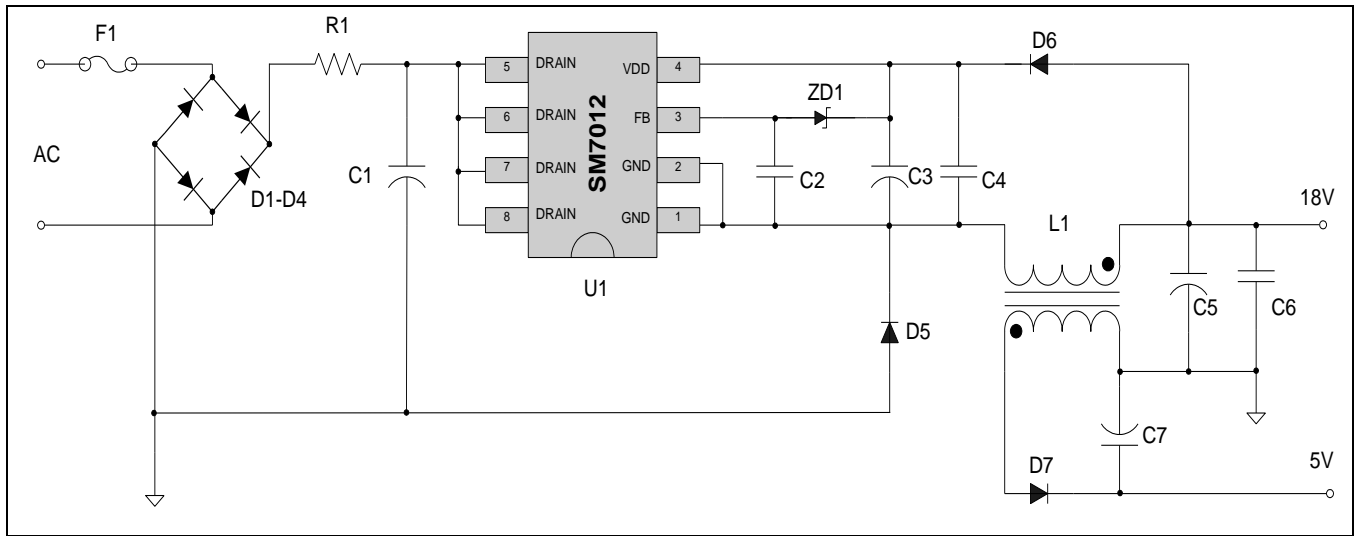 F1
R1
D6
5 DRAIN VDD 4
ZD1
6 DRAIN FB 3
SM7012
AC
7 DRAIN GND 2
C1
C2
C3
C4
D1-D4
18V
8 DRAIN GND 1
L1
U1
C5
C6
D5
C7
D7
5V